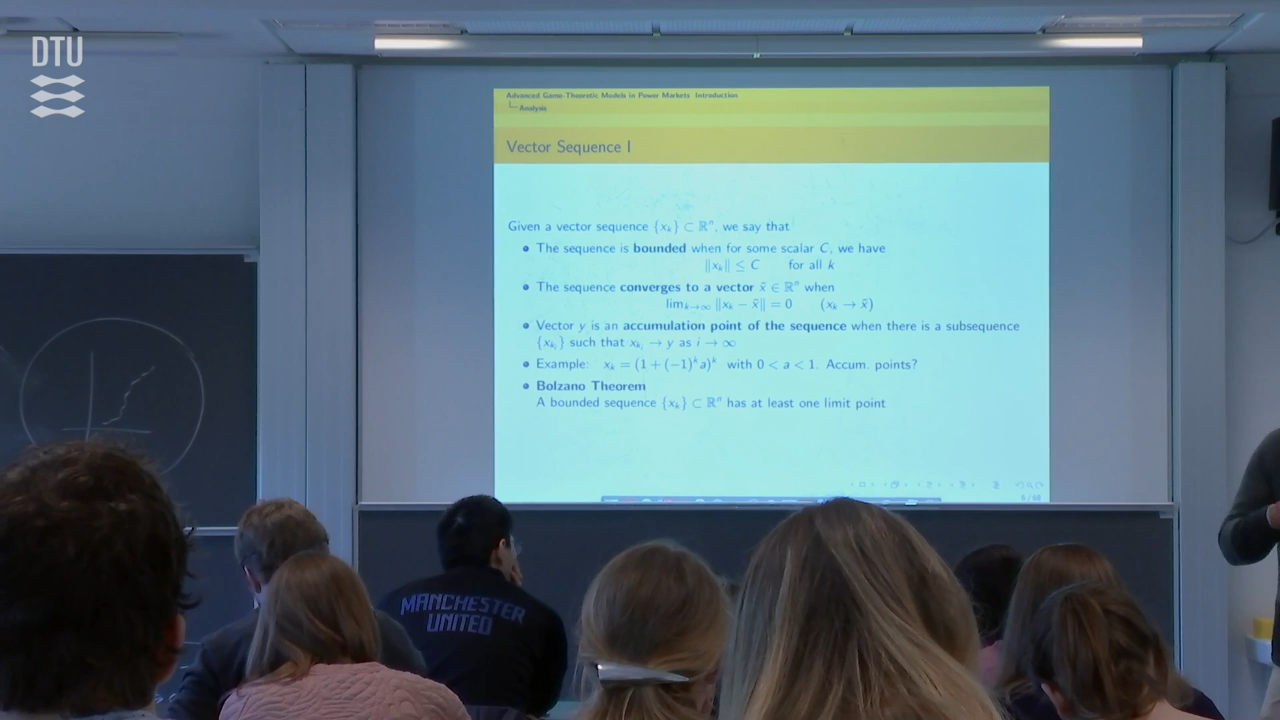 DTU
Advanced Game-Theoretic Models in Power Markets Introduction
Analysis
Vector Sequence I
Given a vector sequence {x_k} ⊂ ℝⁿ, we say that
• The sequence is bounded when for some scalar C, we have
‖x_k‖ ≤ C for all k
• The sequence converges to a vector x̃ ∈ ℝⁿ when
lim_{k→∞} ‖x_k − x̃‖ = 0 (x_k → x̃)
• Vector y is an accumulation point of the sequence when there is a subsequence
{x_{k_i}} such that x_{k_i} → y as i → ∞
• Example: x_k = (1 + (−1)^k a)^k with 0 < a < 1. Accum. points?
• Bolzano Theorem
A bounded sequence {x_k} ⊂ ℝⁿ has at least one limit point
MANCHESTER
UNITED